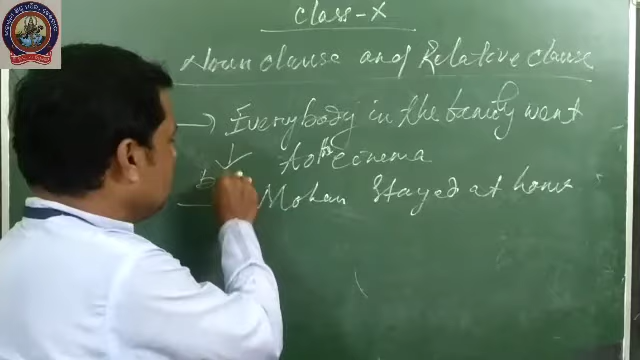 Class-X
Noun clause and Relative clause
→ Everybody in the family went
to the cinema
b
Mohan stayed at home